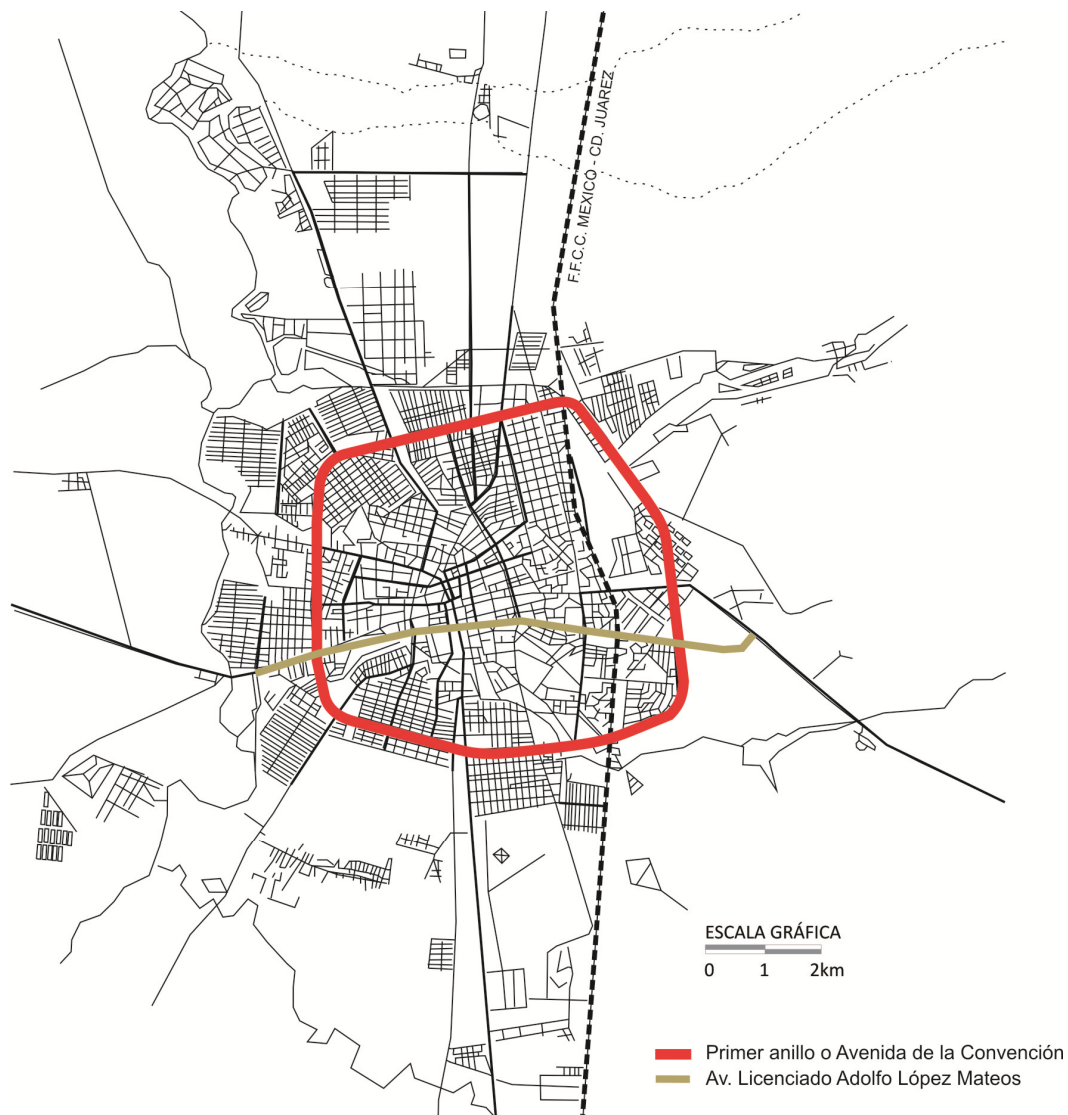 F.F.C.C. MEXICO - CD. JUAREZ
ESCALA GRÁFICA
0 1 2km
Primer anillo o Avenida de la Convención
Av. Licenciado Adolfo López Mateos